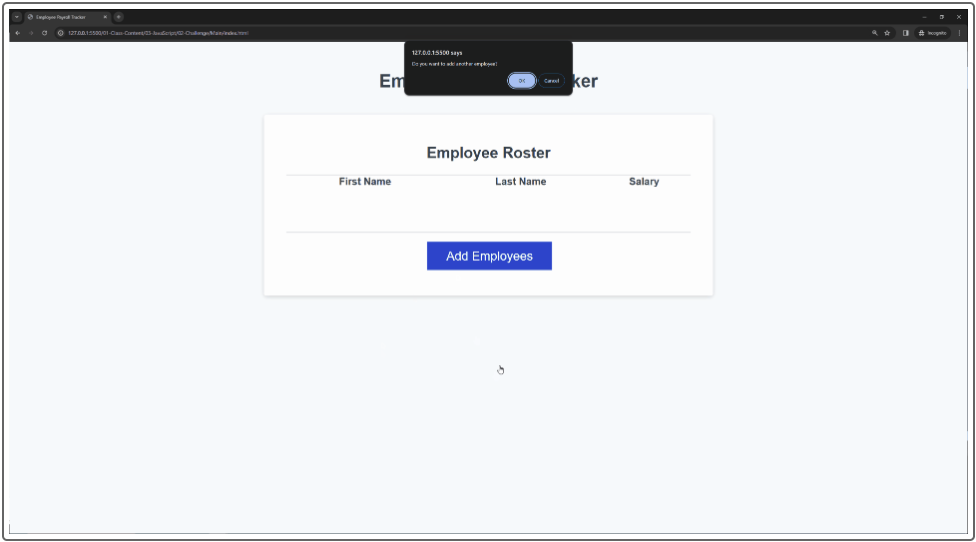 Employee Payroll Tracker
127.0.0.1:5500/01-Class-Content/03-JavaScript/02-Challenge/Main/index.html
Incognito
127.0.0.1:5500 says
Do you want to add another employee?
OK
Cancel
Em
ker
Employee Roster
First Name Last Name Salary
Add Employees